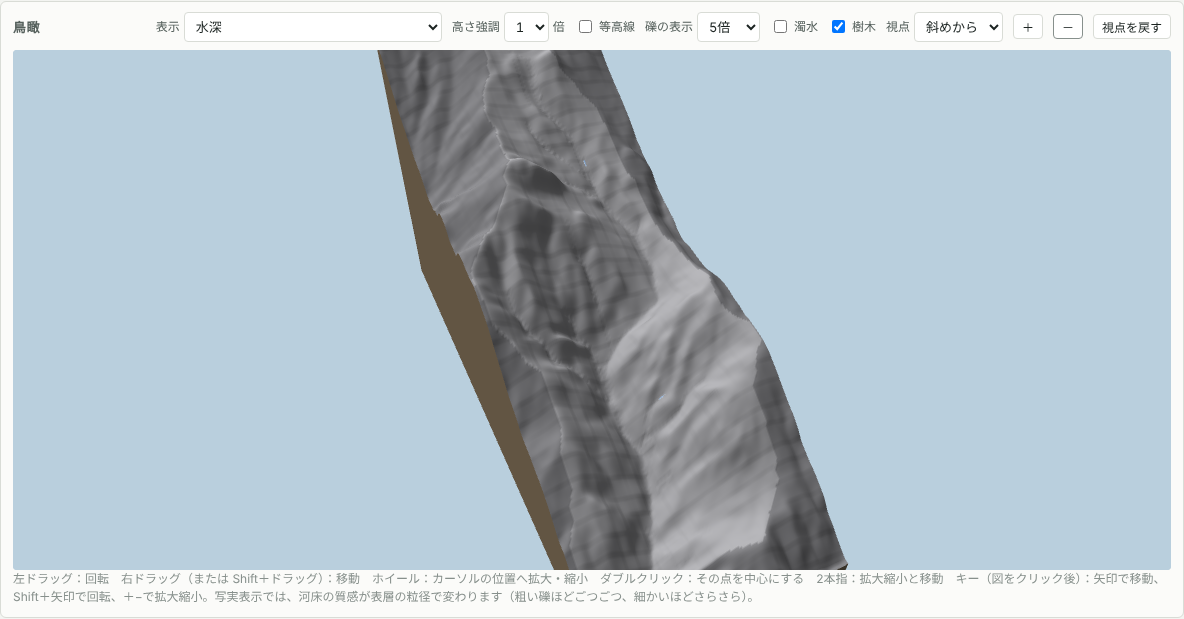 鳥瞰 表示 水深 高さ強調 1 倍 等高線 礫の表示 5倍 濁水 樹木 視点 斜めから ＋ − 視点を戻す
左ドラッグ：回転　右ドラッグ（または Shift＋ドラッグ）：移動　ホイール：カーソルの位置へ拡大・縮小　ダブルクリック：その点を中心にする　2本指：拡大縮小と移動　キー（図をクリック後）：矢印で移動、
Shift＋矢印で回転、＋−で拡大縮小。写実表示では、河床の質感が表層の粒径で変わります（粗い礫ほどごつごつ、細かいほどさらさら）。